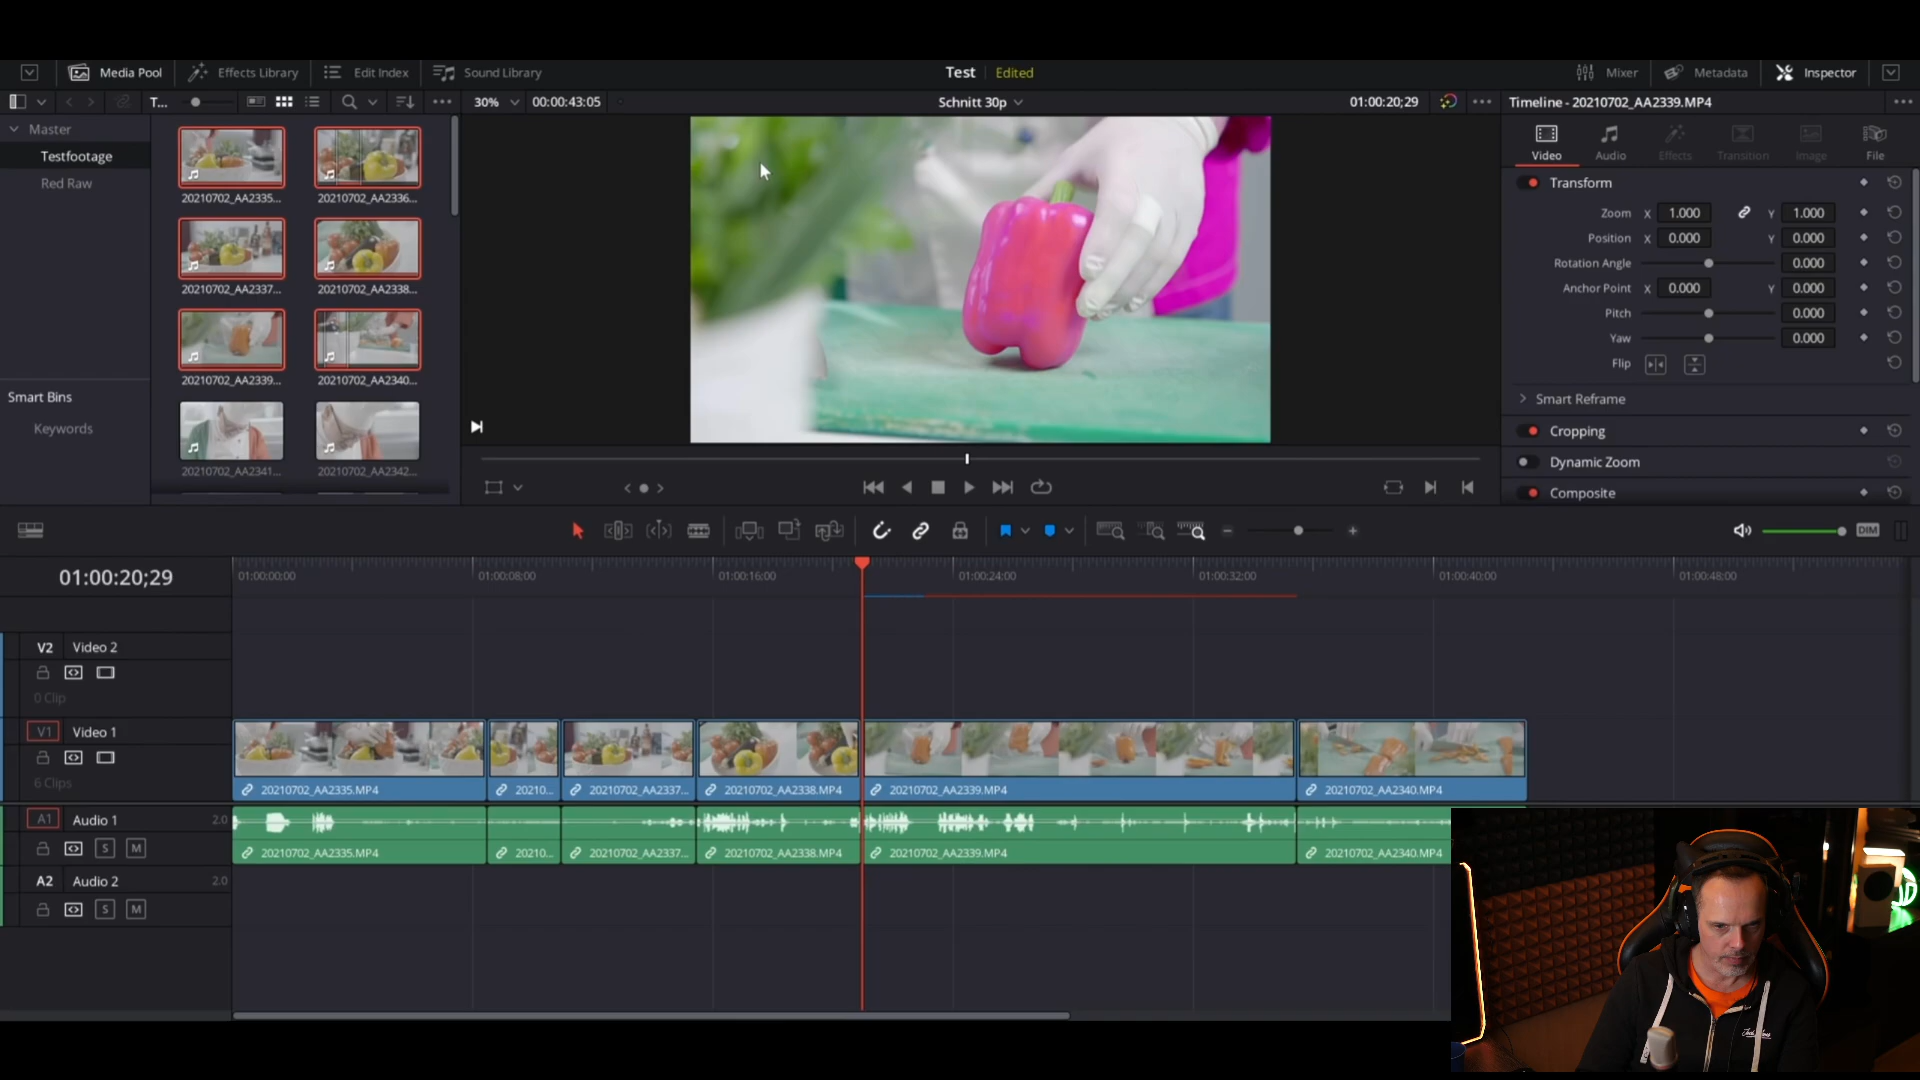 Media Pool
Effects Library
Edit Index
Sound Library
Test
Edited
Mixer
Metadata
Inspector
T...
30%
00:00:43:05
Schnitt 30p
01:00:20;29
Timeline - 20210702_AA2339.MP4
Master
Testfootage
Red Raw
20210702_AA2335...
20210702_AA2336...
20210702_AA2337...
20210702_AA2338...
20210702_AA2339...
20210702_AA2340...
20210702_AA2341...
20210702_AA2342...
Smart Bins
Keywords
Video
Audio
Effects
Transition
Image
File
Transform
Zoom X 1.000 Y 1.000
Position X 0.000 Y 0.000
Rotation Angle 0.000
Anchor Point X 0.000 Y 0.000
Pitch 0.000
Yaw 0.000
Flip
Smart Reframe
Cropping
Dynamic Zoom
Composite
DIM
01:00:20;29
01:00:00:00
01:00:08:00
01:00:16:00
01:00:24:00
01:00:32:00
01:00:40:00
01:00:48:00
V2 Video 2
0 Clip
V1 Video 1
6 Clips
20210702_AA2335.MP4
20210...
20210702_AA2337...
20210702_AA2338.MP4
20210702_AA2339.MP4
20210702_AA2340.MP4
A1 Audio 1 2.0
S M
20210702_AA2335.MP4
20210...
20210702_AA2337...
20210702_AA2338.MP4
20210702_AA2339.MP4
20210702_AA2340.MP4
A2 Audio 2 2.0
S M